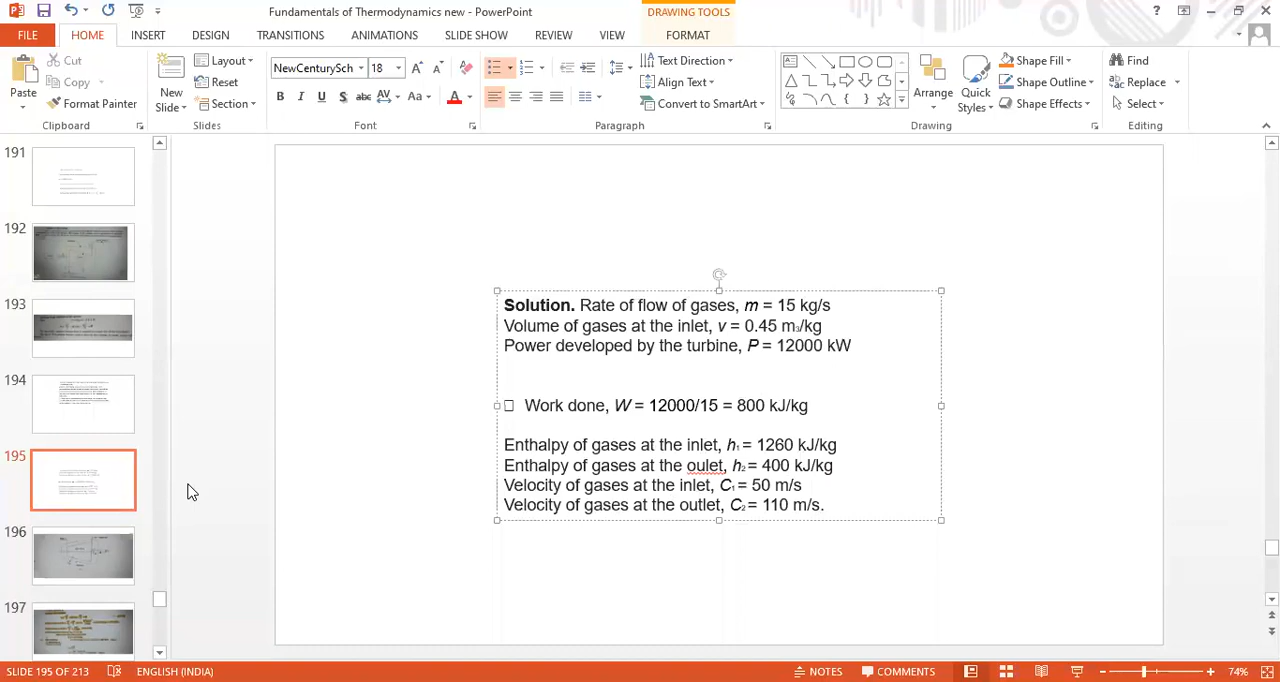 Fundamentals of Thermodynamics new - PowerPoint
DRAWING TOOLS
FILE HOME INSERT DESIGN TRANSITIONS ANIMATIONS SLIDE SHOW REVIEW VIEW FORMAT
Paste
Cut
Copy
Format Painter
Clipboard
New Slide
Layout
Reset
Section
Slides
NewCenturySch 18
B I U S abc AV Aa A
Font
Text Direction
Align Text
Convert to SmartArt
Paragraph
Arrange
Quick Styles
Shape Fill
Shape Outline
Shape Effects
Drawing
Find
Replace
Select
Editing
191
192
193
194
195
196
197
Solution. Rate of flow of gases, m = 15 kg/s
Volume of gases at the inlet, v = 0.45 m3/kg
Power developed by the turbine, P = 12000 kW
Work done, W = 12000/15 = 800 kJ/kg
Enthalpy of gases at the inlet, h1 = 1260 kJ/kg
Enthalpy of gases at the oulet, h2 = 400 kJ/kg
Velocity of gases at the inlet, C1 = 50 m/s
Velocity of gases at the outlet, C2 = 110 m/s.
SLIDE 195 OF 213 ENGLISH (INDIA) NOTES COMMENTS 74%